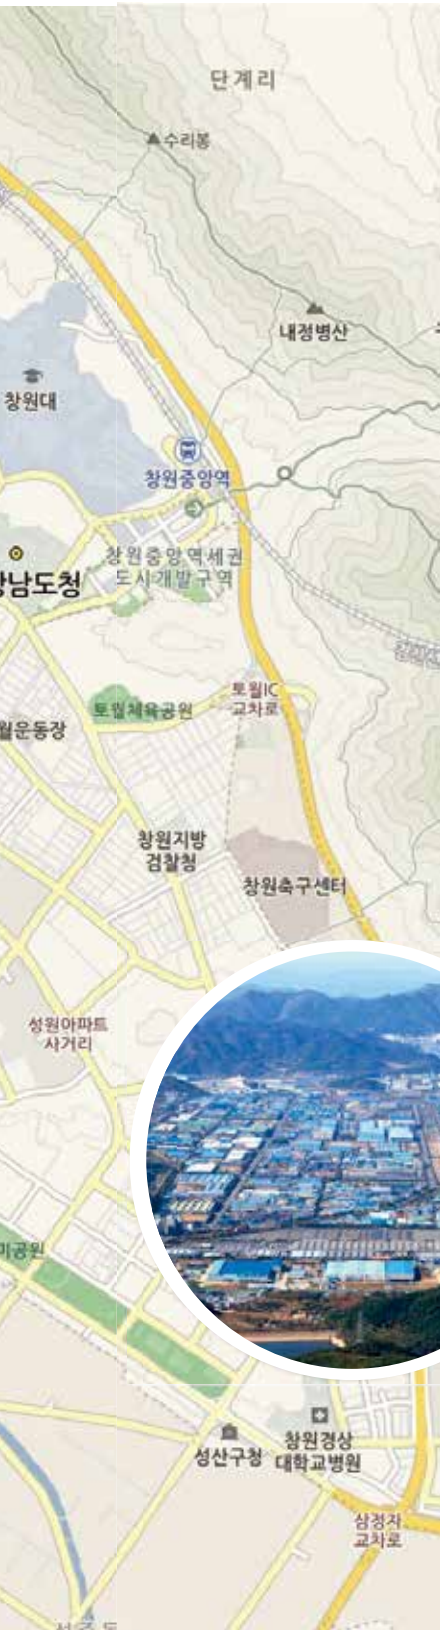 단계리
수리봉
내정병산
창원대
창원중앙역
창원중앙역세권
도시개발구역
남도청
토월IC
교차로
토월체육공원
월운동장
창원지방
검찰청
창원축구센터
성원아파트
사거리
미공원
성산구청
창원경상
대학교병원
삼정자
교차로